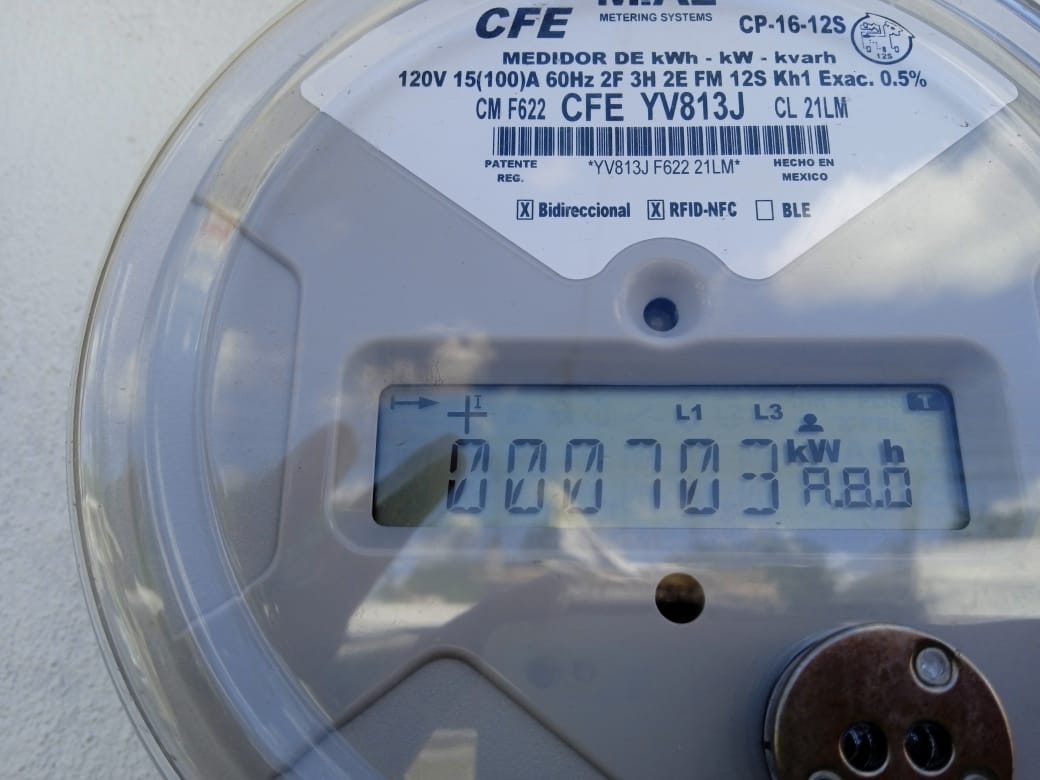 CFE
METERING SYSTEMS
CP-16-12S
12S
MEDIDOR DE kWh - kW - kvarh
120V 15(100)A 60Hz 2F 3H 2E FM 12S Kh1 Exac. 0.5%
CM F622 CFE YV813J CL 21LM
PATENTE REG.
*YV813J F622 21LM*
HECHO EN MEXICO
X Bidireccional X RFID-NFC BLE
L1 L3 T
000703 kW h A.B.0